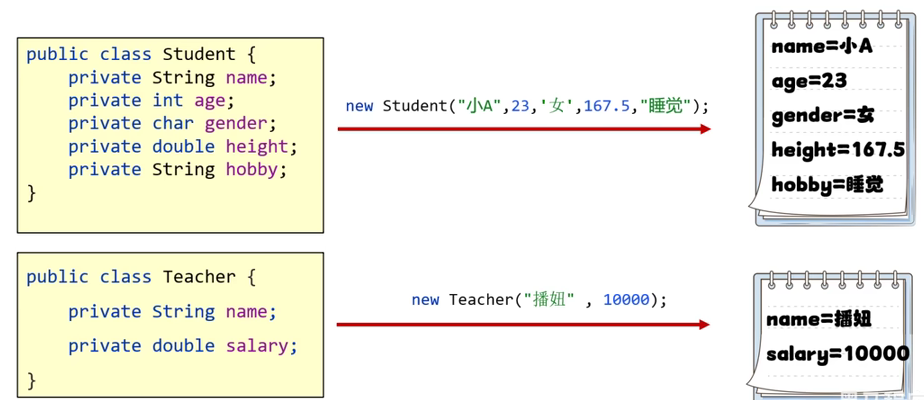 public class Student {
private String name;
private int age;
private char gender;
private double height;
private String hobby;
}
new Student("小A",23,'女',167.5,"睡觉");
name=小A
age=23
gender=女
height=167.5
hobby=睡觉
public class Teacher {
private String name;
private double salary;
}
new Teacher("播妞" , 10000);
name=播妞
salary=10000